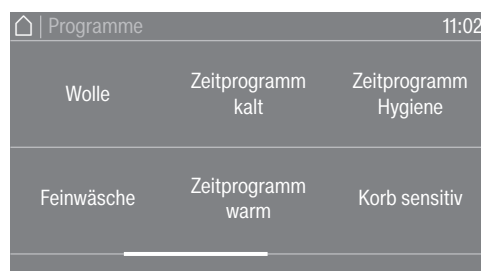 Programme 11:02
Wolle
Zeitprogramm
kalt
Zeitprogramm
Hygiene
Feinwäsche
Zeitprogramm
warm
Korb sensitiv